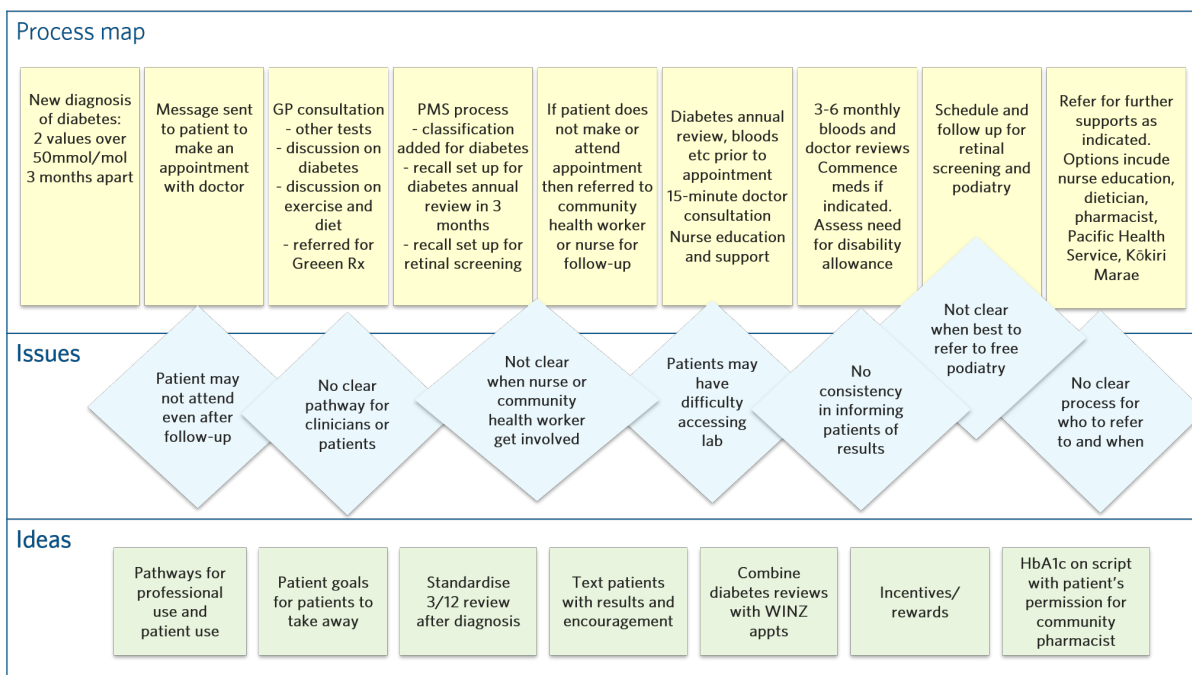 Process map
New diagnosis
of diabetes:
2 values over
50mmol/mol
3 months apart
Message sent
to patient to
make an
appointment
with doctor
GP consultation
- other tests
- discussion on
diabetes
- discussion on
exercise and
diet
- referred for
Greeen Rx
PMS process
- classification
added for diabetes
- recall set up for
diabetes annual
review in 3
months
- recall set up for
retinal screening
If patient does
not make or
attend
appointment
then referred to
community
health worker
or nurse for
follow-up
Diabetes annual
review, bloods
etc prior to
appointment
15-minute doctor
consultation
Nurse education
and support
3-6 monthly
bloods and
doctor reviews
Commence
meds if
indicated.
Assess need
for disability
allowance
Schedule and
follow up for
retinal
screening and
podiatry
Refer for further
supports as
indicated.
Options incude
nurse education,
dietician,
pharmacist,
Pacific Health
Service, Kōkiri
Marae
Issues
Patient may
not attend
even after
follow-up
No clear
pathway for
clinicians or
patients
Not clear
when nurse or
community
health worker
get involved
Patients may
have
difficulty
accessing
lab
No
consistency
in informing
patients of
results
Not clear
when best to
refer to free
podiatry
No clear
process for
who to refer
to and when
Ideas
Pathways for
professional
use and
patient use
Patient goals
for patients to
take away
Standardise
3/12 review
after diagnosis
Text patients
with results and
encouragement
Combine
diabetes reviews
with WINZ
appts
Incentives/
rewards
HbA1c on script
with patient's
permission for
community
pharmacist